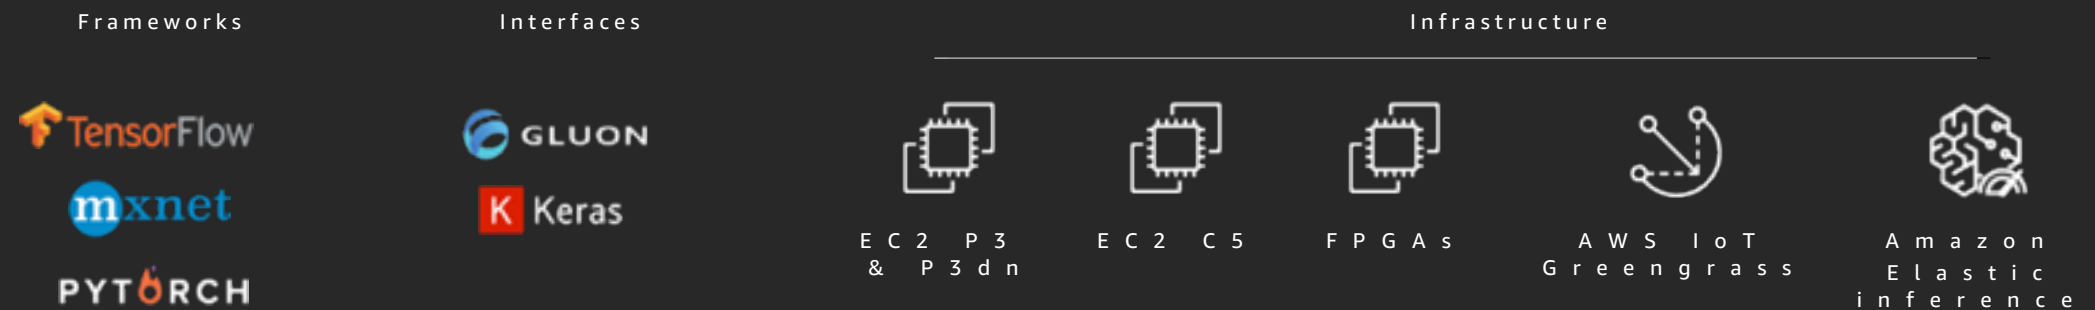 Frameworks
Interfaces
Infrastructure
TensorFlow
mxnet
PYTORCH
GLUON
K Keras
EC2 P3
& P3dn
EC2 C5
FPGAs
AWS IoT
Greengrass
Amazon
Elastic
inference